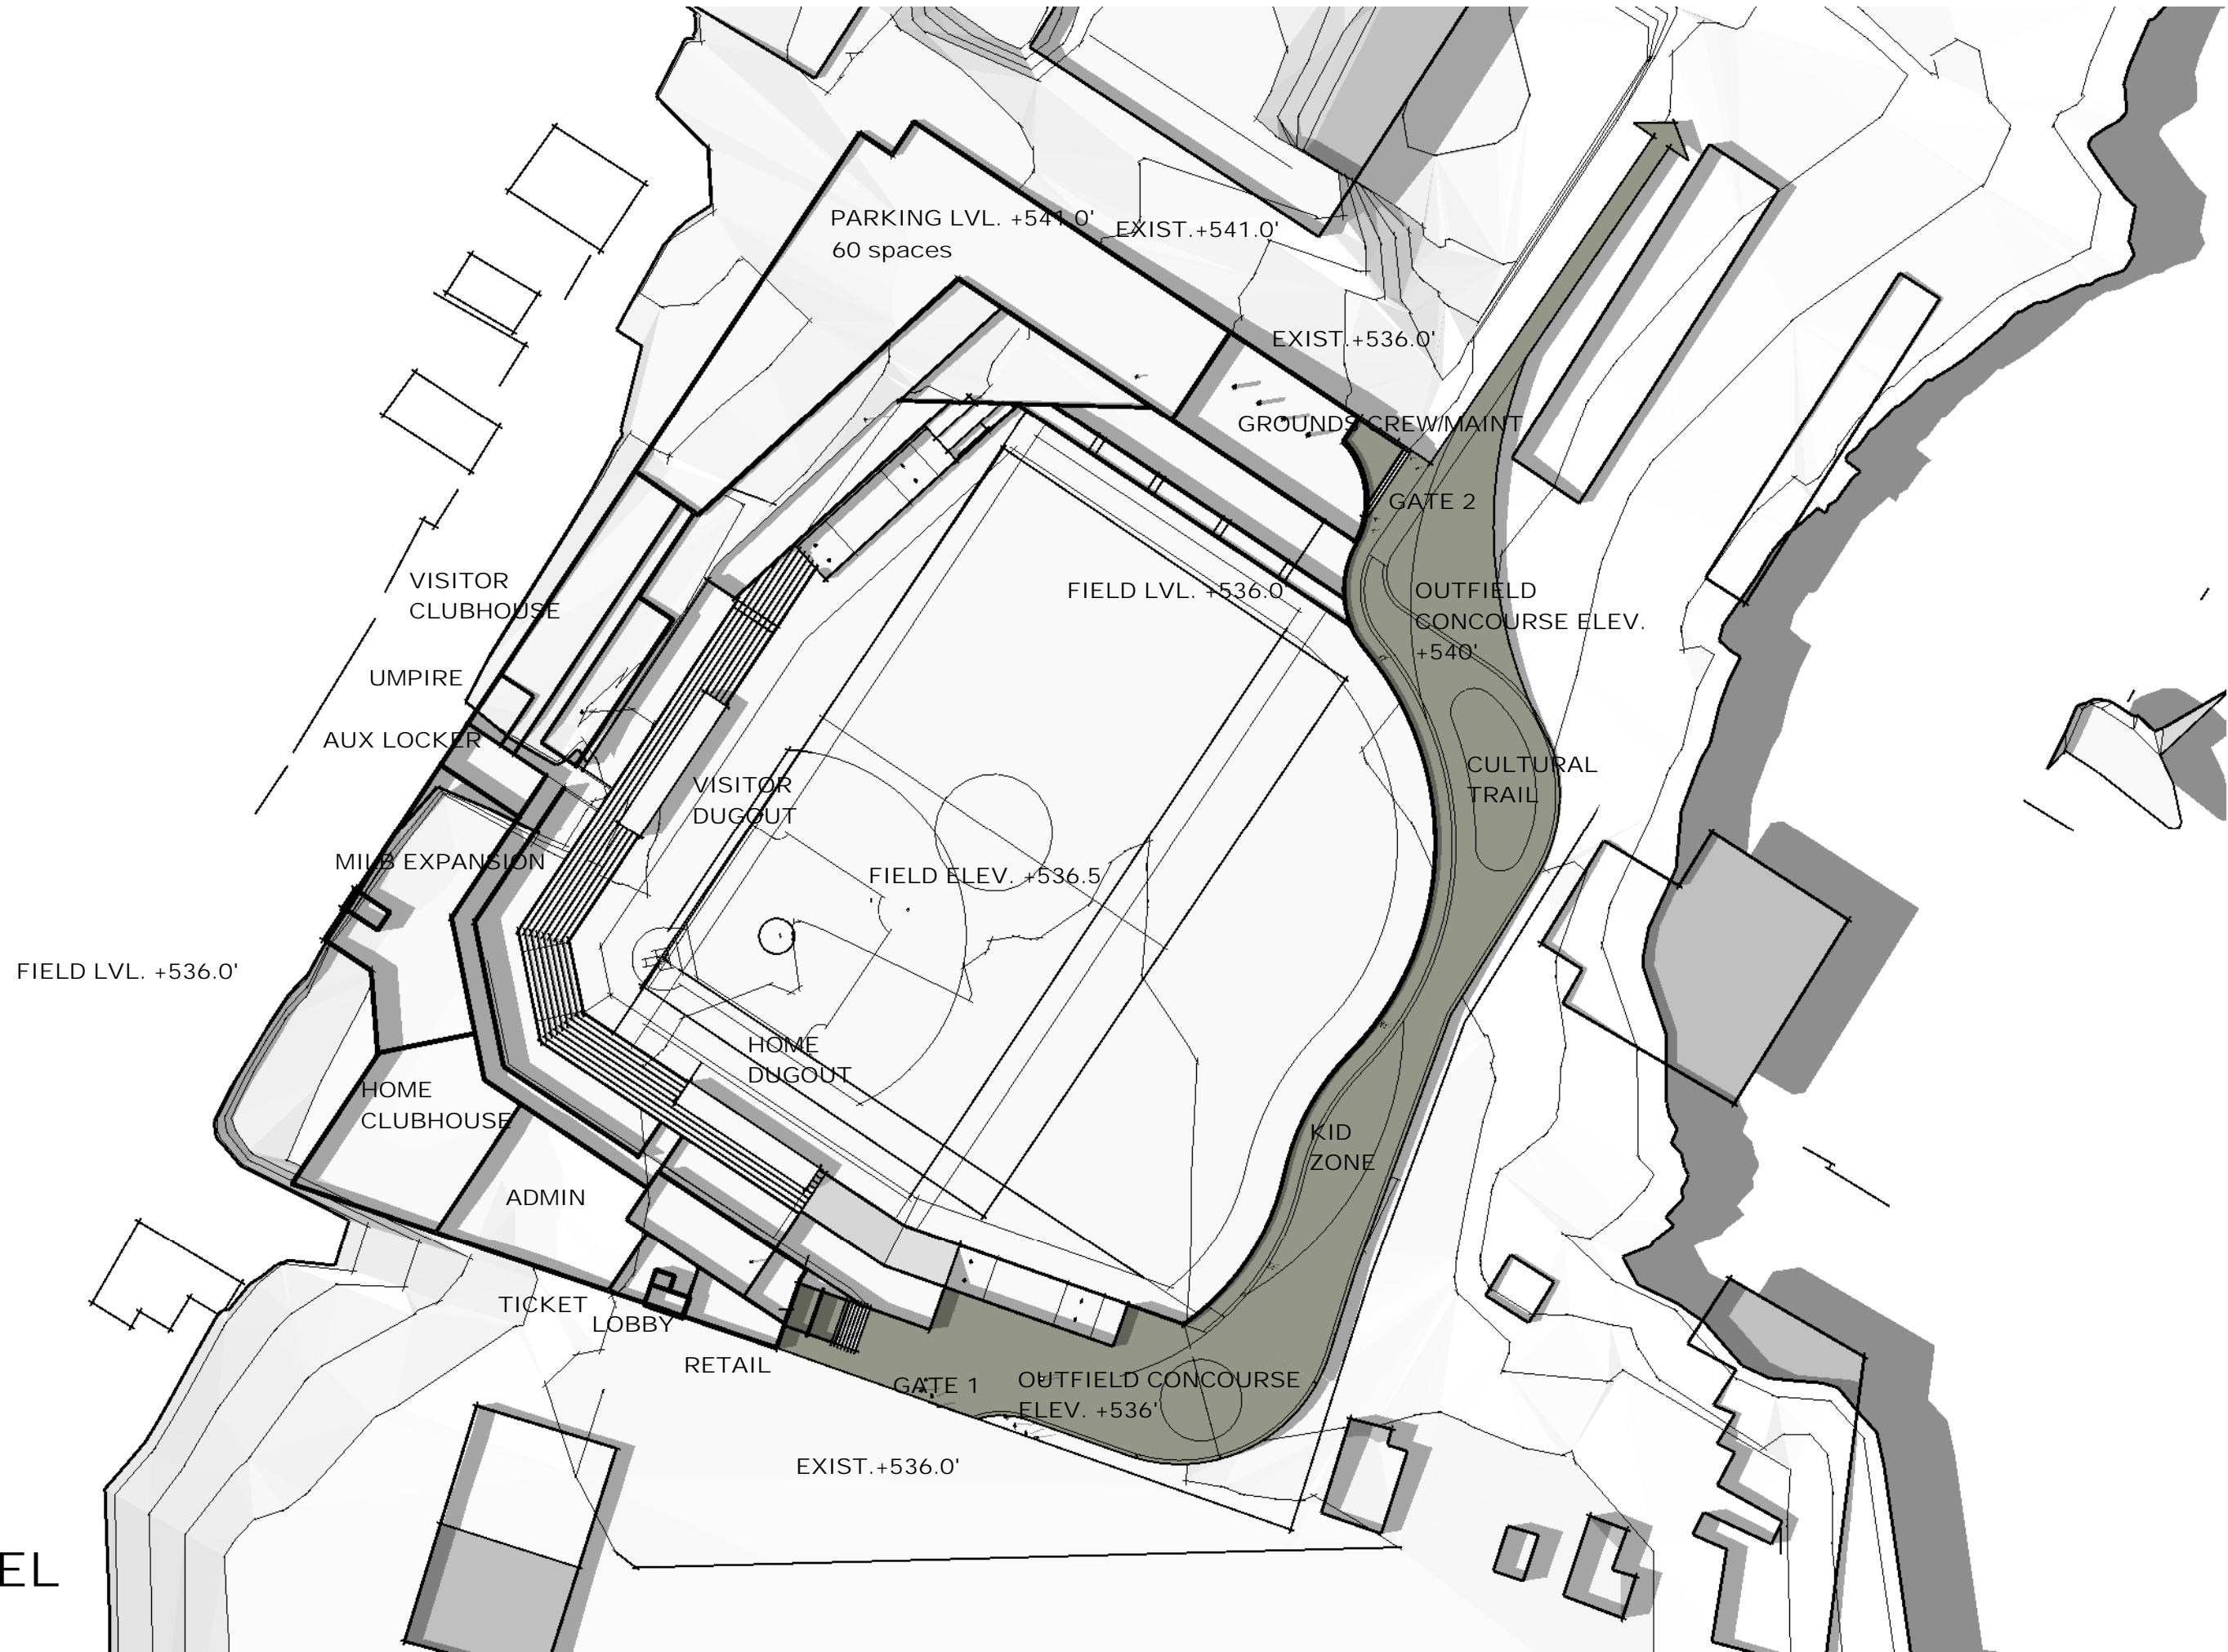 PARKING LVL. +541.0'
60 spaces
EXIST.+541.0'
EXIST.+536.0'
GROUNDS CREW/MAINT
GATE 2
VISITOR
CLUBHOUSE
FIELD LVL. +536.0'
OUTFIELD
CONCOURSE ELEV.
+540'
UMPIRE
AUX LOCKER
VISITOR
DUGOUT
CULTURAL
TRAIL
MILB EXPANSION
FIELD ELEV. +536.5
FIELD LVL. +536.0'
HOME
DUGOUT
HOME
CLUBHOUSE
KID
ZONE
ADMIN
TICKET
LOBBY
RETAIL
GATE 1
OUTFIELD CONCOURSE
ELEV. +536'
EXIST.+536.0'
EL